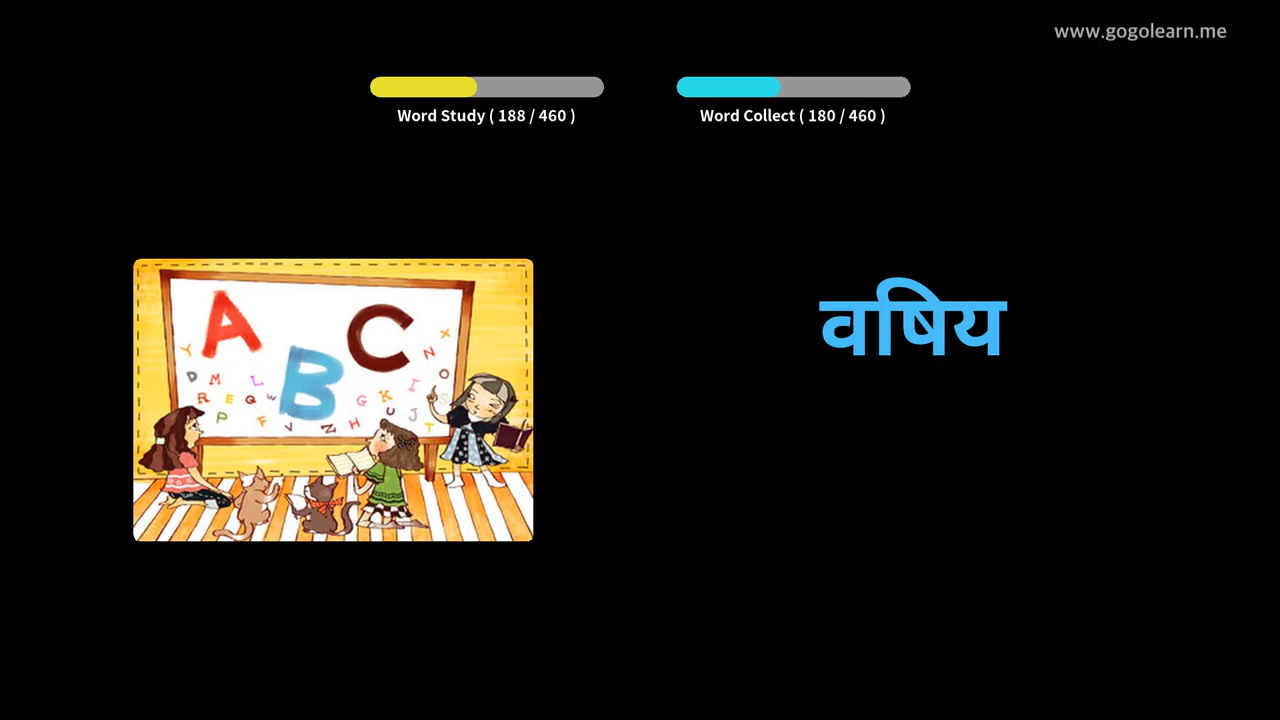 www.gogolearn.me
Word Study ( 188 / 460 )
Word Collect ( 180 / 460 )
वषिय
A B C
X
Y N
D M L I O
R E Q W G K S
P F V Z H U J T